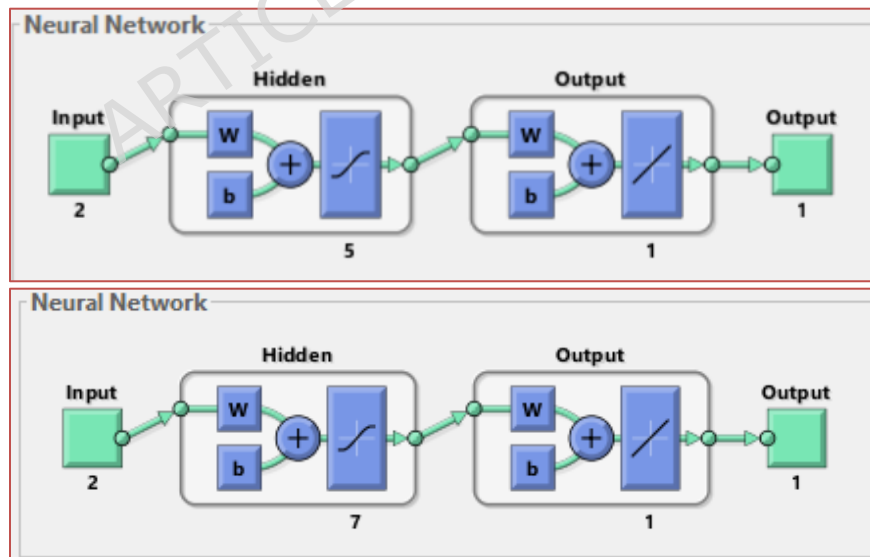 Neural Network
ARTICLE
Hidden Output
Input Output
W W
+ +
b b
2 5 1 1
Neural Network
Hidden Output
Input Output
W W
+ +
b b
2 7 1 1